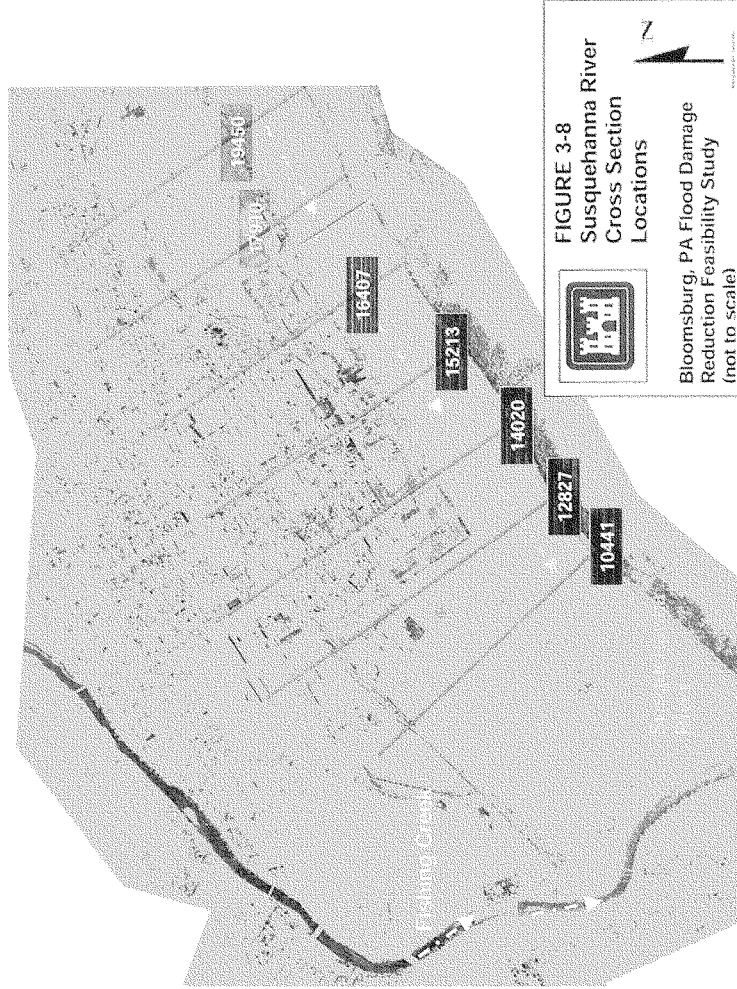 19450
16407
15213
14020
12827
10441
Fishing Creek
FIGURE 3-8
Susquehanna River
Cross Section
Locations
Bloomsburg, PA Flood Damage
Reduction Feasibility Study
(not to scale)
N